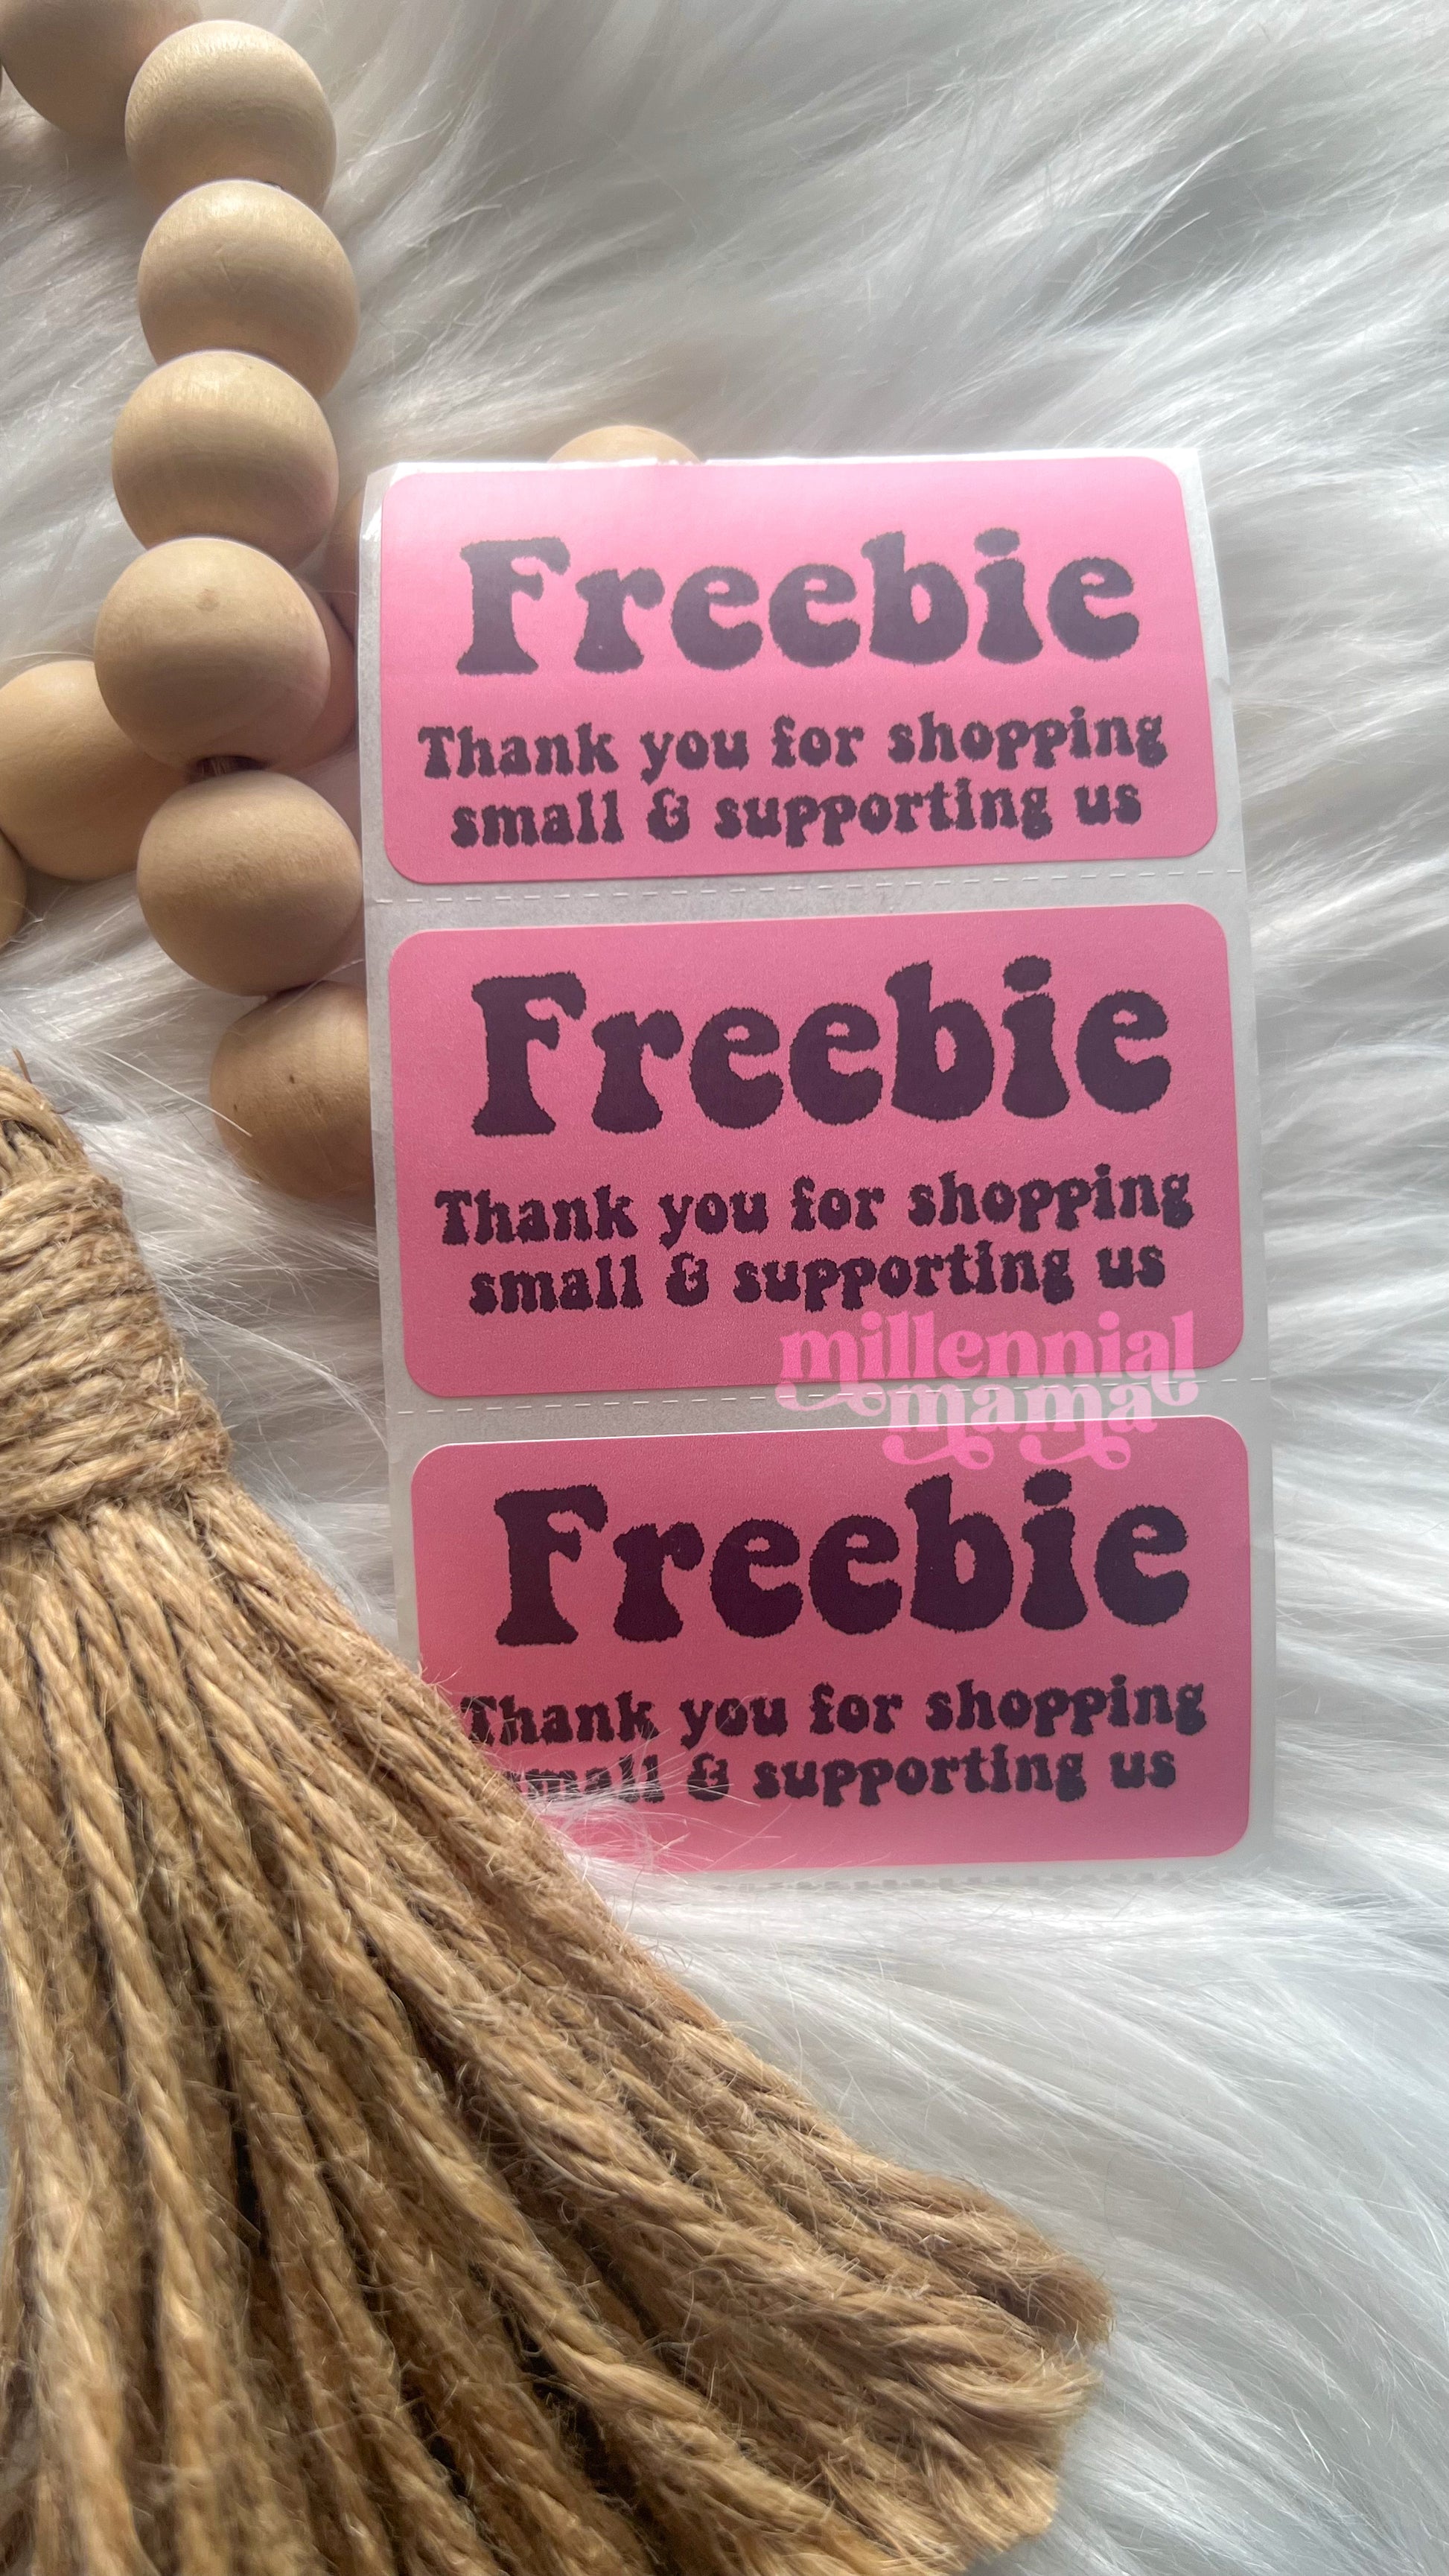 Freebie
Thank you for shopping
small & supporting us
Freebie
Thank you for shopping
small & supporting us
millennial
mama
Freebie
Thank you for shopping
small & supporting us